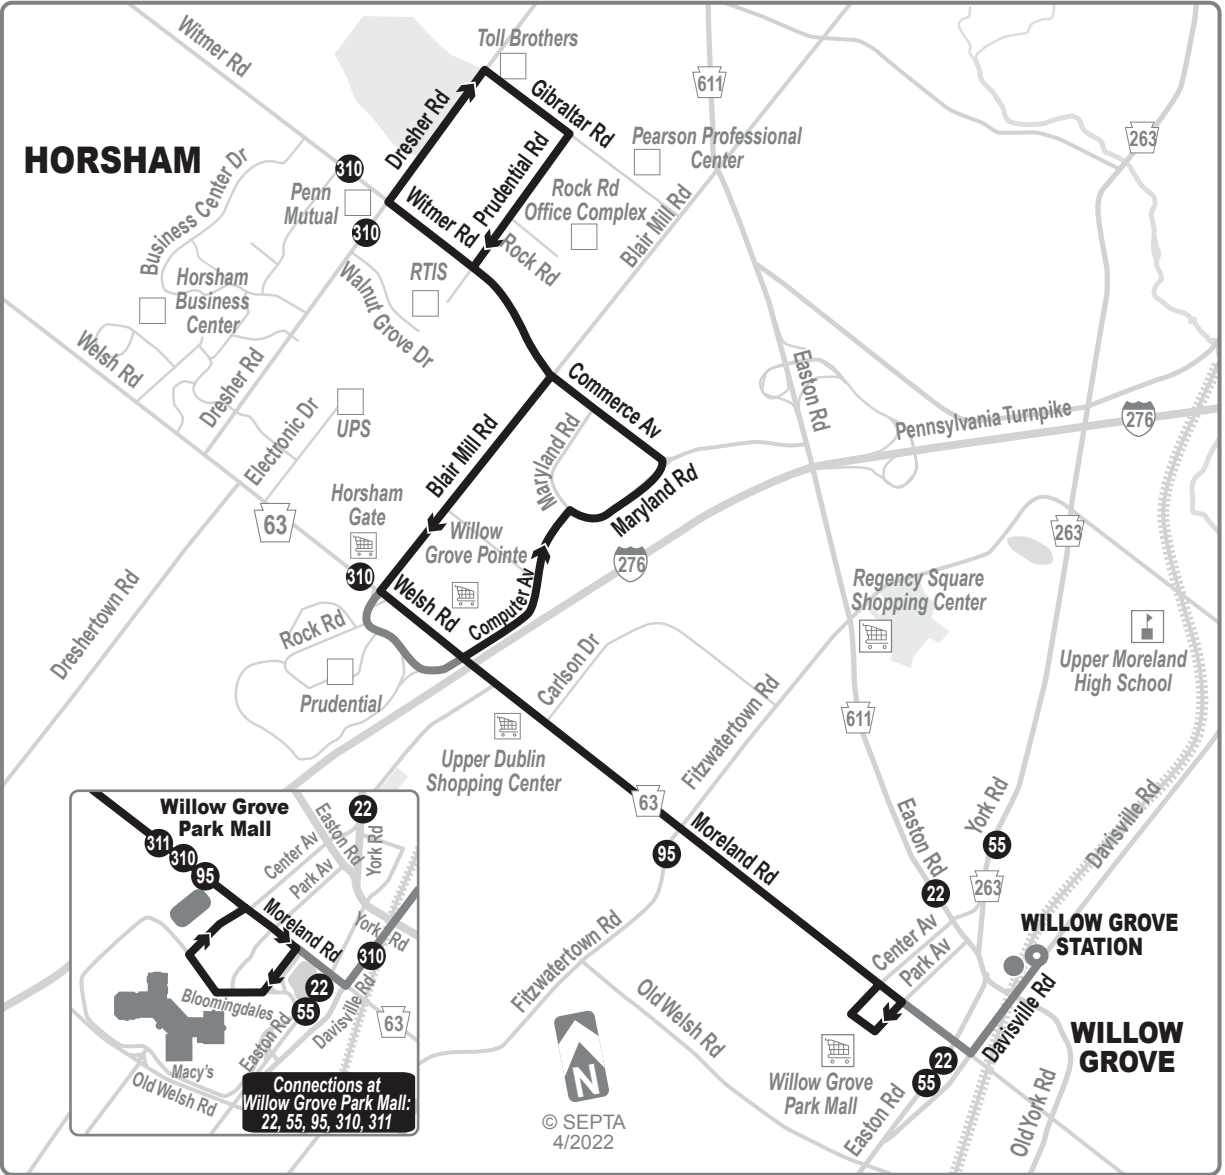 Witmer Rd
Toll Brothers
611
263
HORSHAM
Dresher Rd
Gibraltar Rd
Prudential Rd
Pearson Professional
Center
310
Penn
Mutual
310
Business Center Dr
Witmer Rd
Rock Rd
Office Complex
Blair Mill Rd
Rock Rd
RTIS
Walnut Grove Dr
Horsham
Business
Center
Welsh Rd
Dresher Rd
Electronic Dr
UPS
Commerce Av
Easton Rd
Pennsylvania Turnpike
276
Blair Mill Rd
Maryland Rd
Maryland Rd
Horsham
Gate
63
Willow
Grove Pointe
276
263
310
Welsh Rd
Computer Av
Regency Square
Shopping Center
Dreshertown Rd
Rock Rd
Prudential
Carlson Dr
Upper Moreland
High School
Upper Dublin
Shopping Center
Fitzwatertown Rd
611
63
Moreland Rd
95
Easton Rd
York Rd
55
Davisville Rd
22
263
Center Av
Park Av
WILLOW GROVE
STATION
Davisville Rd
WILLOW
GROVE
Fitzwatertown Rd
Old Welsh Rd
Willow Grove
Park Mall
22
55
Easton Rd
Old York Rd
N
© SEPTA
4/2022
Willow Grove
Park Mall
22
311
310
95
Center Av
Easton Rd
York Rd
Park Av
Moreland Rd
York Rd
310
22
55
Bloomingdales
Easton Rd
Davisville Rd
63
Macy's
Old Welsh Rd
Connections at
Willow Grove Park Mall:
22, 55, 95, 310, 311